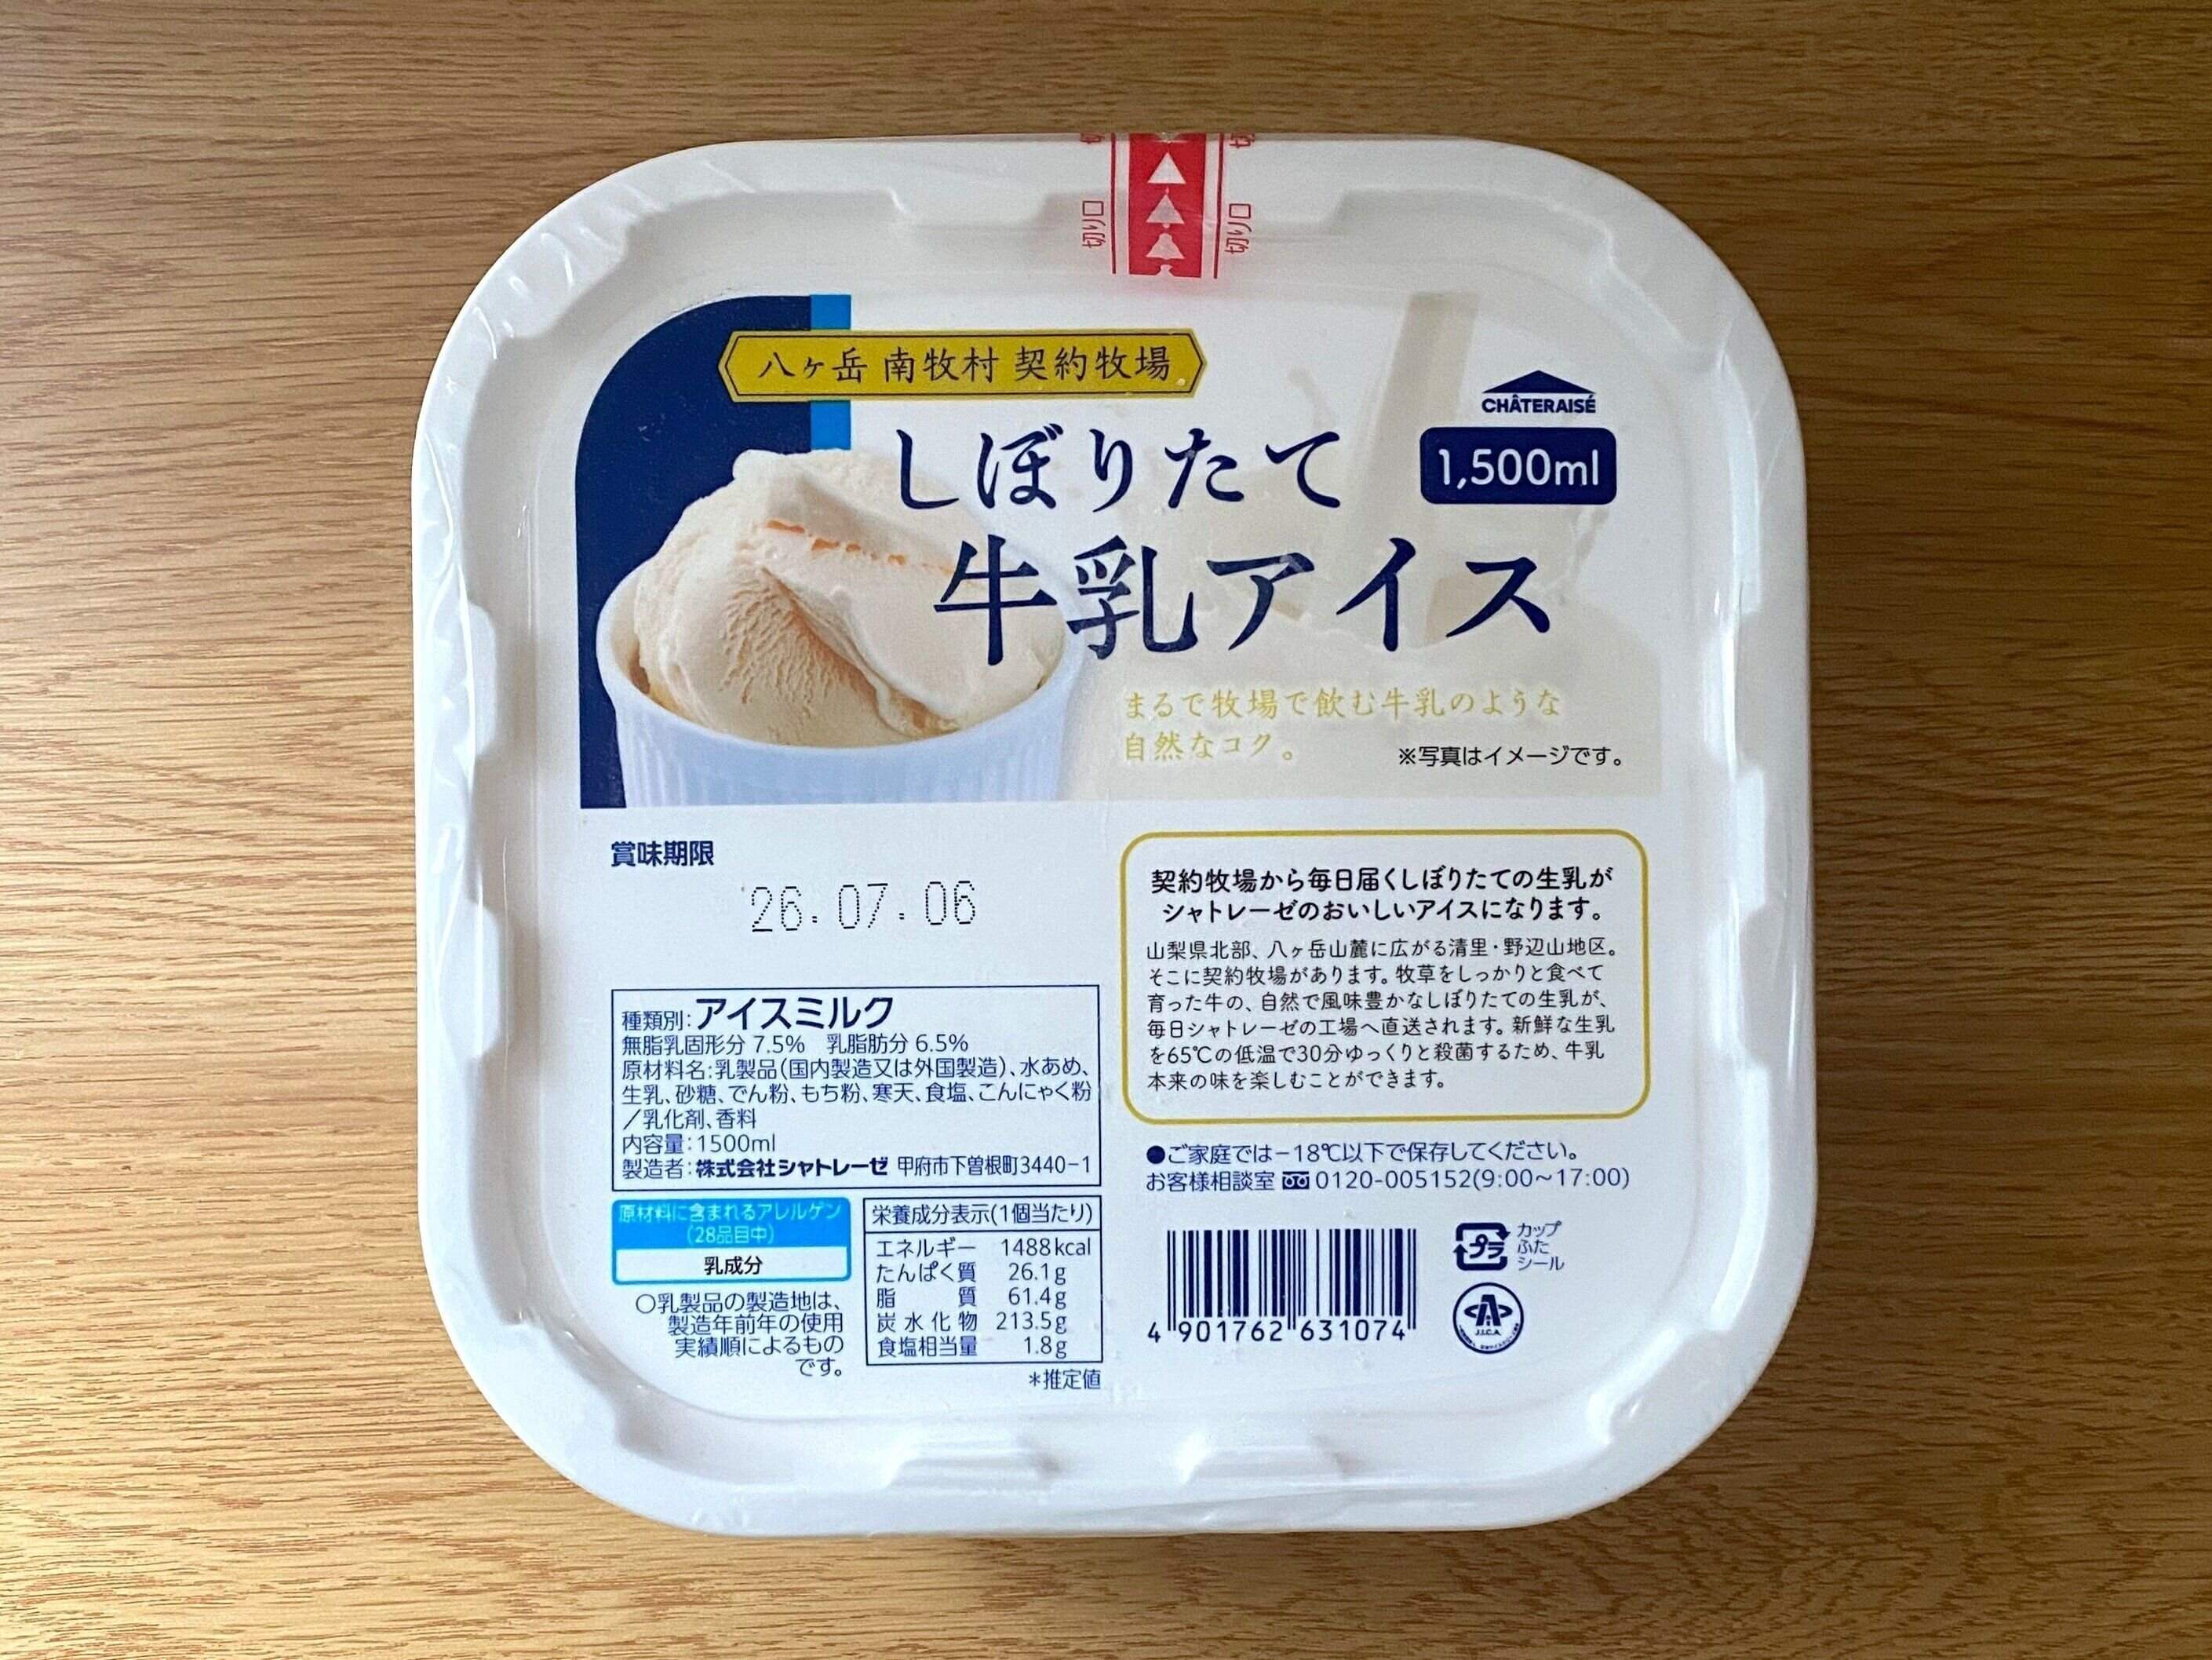 切り口
切り口
八ヶ岳 南牧村 契約牧場
CHÂTERAISÉ
しぼりたて
1,500ml
牛乳アイス
まるで牧場で飲む牛乳のような
自然なコク。
※写真はイメージです。
賞味期限
26.07.06
種類別:アイスミルク
無脂乳固形分 7.5% 乳脂肪分 6.5%
原材料名:乳製品(国内製造又は外国製造)、水あめ、
生乳、砂糖、でん粉、もち粉、寒天、食塩、こんにゃく粉
/乳化剤、香料
内容量:1500ml
製造者:株式会社シャトレーゼ 甲府市下曽根町3440-1
原材料に含まれるアレルゲン
(28品目中)
乳成分
○乳製品の製造地は、
製造年前年の使用
実績順によるもの
です。
栄養成分表示(1個当たり)
エネルギー 1488kcal
たんぱく質 26.1g
脂質 61.4g
炭水化物 213.5g
食塩相当量 1.8g
*推定値
契約牧場から毎日届くしぼりたての生乳が
シャトレーゼのおいしいアイスになります。
山梨県北部、八ヶ岳山麓に広がる清里・野辺山地区。
そこに契約牧場があります。牧草をしっかりと食べて
育った牛の、自然で風味豊かなしぼりたての生乳が、
毎日シャトレーゼの工場へ直送されます。新鮮な生乳
を65℃の低温で30分ゆっくりと殺菌するため、牛乳
本来の味を楽しむことができます。
●ご家庭では-18℃以下で保存してください。
お客様相談室 0120-005152(9:00~17:00)
4 901762 631074
プラ
カップ
ふた
シール
J.I.C.A.